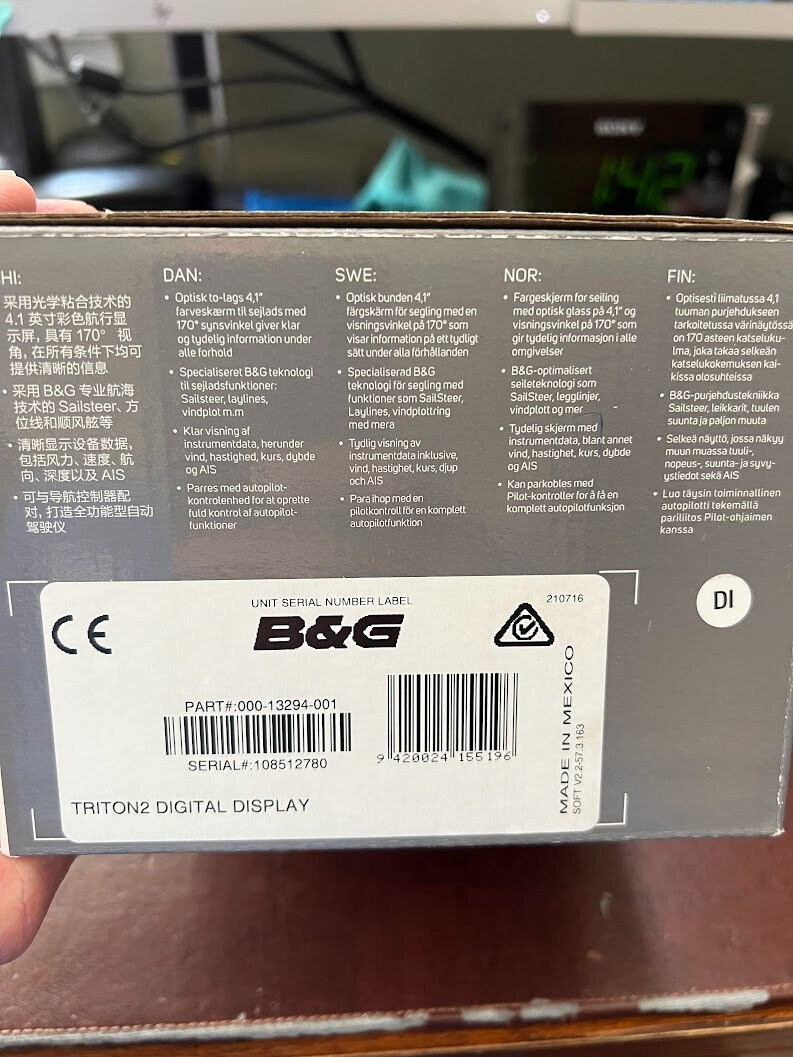 HI:
采用光学粘合技术的
4.1 英寸彩色航行显
示屏, 具有 170° 视
角, 在所有条件下均可
提供清晰的信息
• 采用 B&G 专业航海
技术的 Sailsteer、方
位线和顺风舷等
• 清晰显示设备数据,
包括风力、速度、航
向、深度以及 AIS
• 可与导航控制器配
对, 打造全功能型自动
驾驶仪
DAN:
• Optisk to-lags 4,1"
farveskærm til sejlads med
170° synsvinkel giver klar
og tydelig information under
alle forhold
• Specialiseret B&G teknologi
til sejladsfunktioner:
Sailsteer, laylines,
vindplot m.m
• Klar visning af
instrumentdata, herunder
vind, hastighed, kurs, dybde
og AIS
• Parres med autopilot-
kontrolenhed for at oprette
fuld kontrol af autopilot-
funktioner
SWE:
• Optisk bunden 4,1"
färgskärm för segling med en
visningsvinkel på 170° som
visar information på ett tydligt
sätt under alla förhållanden
• Specialiserad B&G
teknologi för segling med
funktioner som SailSteer,
Laylines, vindplottring
med mera
• Tydlig visning av
instrumentdata inklusive,
vind, hastighet, kurs, djup
och AIS
• Para ihop med en
pilotkontroll för en komplett
autopilotfunktion
NOR:
• Fargeskjerm for seiling
med optisk glass på 4,1" og
visningsvinkel på 170° som
gir tydelig informasjon i alle
omgivelser
• B&G-optimalisert
seileteknologi som
SailSteer, legglinjer,
vindplott og mer
• Tydelig skjerm med
instrumentdata, blant annet
vind, hastighet, kurs, dybde
og AIS
• Kan parkobles med
Pilot-kontroller for å få en
komplett autopilotfunksjon
FIN:
• Optisesti liimatussa 4,1
tuuman purjehdukseen
tarkoitetussa värinäytössä
on 170 asteen katseluku-
lma, joka takaa selkeän
katselukokemuksen kai-
kissa olosuhteissa
• B&G-purjehdustekniikka
Sailsteer, leikkarit, tuulen
suunta ja paljon muuta
• Selkeä näyttö, jossa näkyy
muun muassa tuuli-,
nopeus-, suunta- ja syvy-
ystiedot sekä AIS
• Luo täysin toiminnallinen
autopilotti tekemällä
pariliitos Pilot-ohjaimen
kanssa
DI
CE
UNIT SERIAL NUMBER LABEL
B&G
210716
PART#:000-13294-001
SERIAL#:108512780
9 420024 155196
MADE IN MEXICO
SOFT V2.2-57.3.163
TRITON2 DIGITAL DISPLAY
SONY
1:42